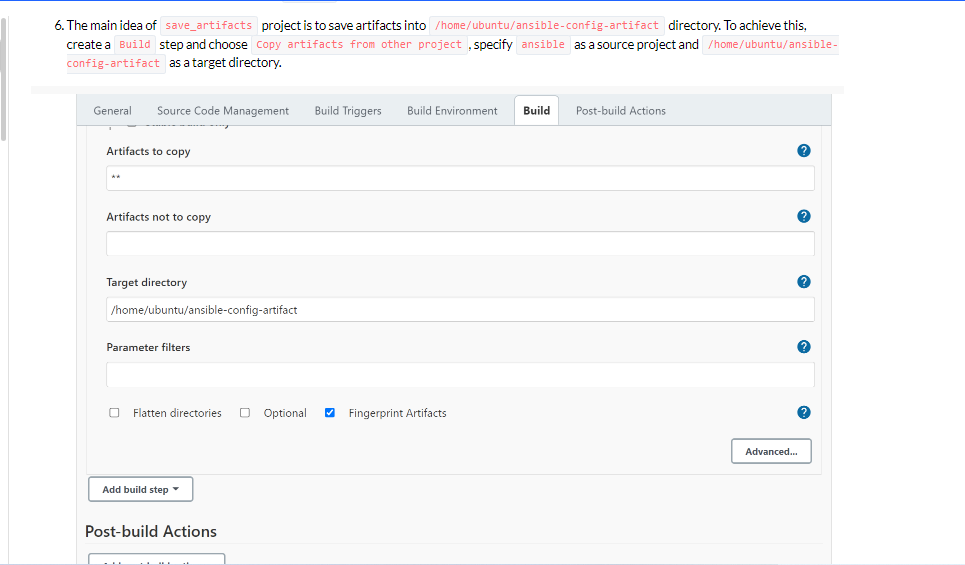 6. The main idea of save_artifacts project is to save artifacts into /home/ubuntu/ansible-config-artifact directory. To achieve this,
create a Build step and choose Copy artifacts from other project , specify ansible as a source project and /home/ubuntu/ansible-
config-artifact as a target directory.
General Source Code Management Build Triggers Build Environment Build Post-build Actions
Artifacts to copy
**
Artifacts not to copy
Target directory
/home/ubuntu/ansible-config-artifact
Parameter filters
Flatten directories Optional Fingerprint Artifacts
Advanced...
Add build step
Post-build Actions